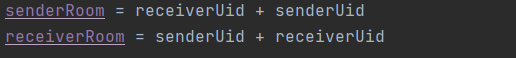 senderRoom = receiverUid + senderUid
receiverRoom = senderUid + receiverUid